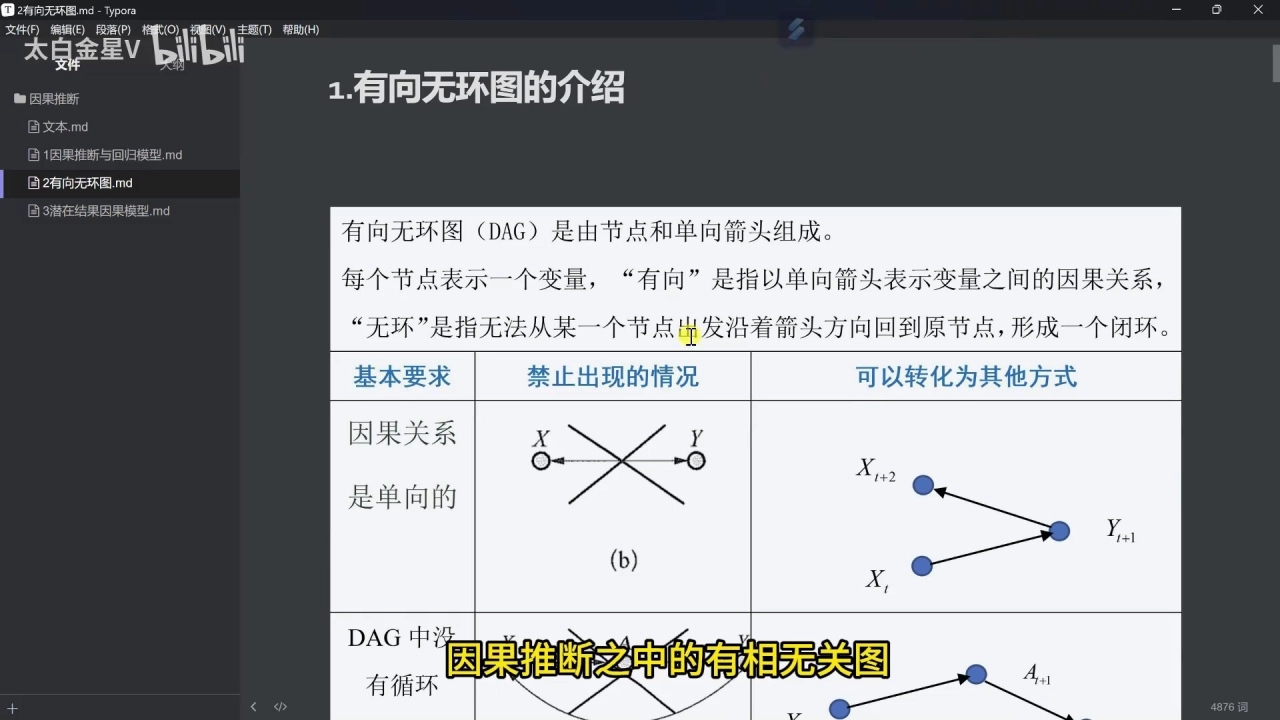 2有向无环图.md - Typora
文件(F) 编辑(E) 段落(P) 格式(O) 视图(V) 主题(T) 帮助(H)
太白金星V bilibili
文件 大纲
因果推断
文本.md
1因果推断与回归模型.md
2有向无环图.md
3潜在结果因果模型.md
1.有向无环图的介绍
有向无环图（DAG）是由节点和单向箭头组成。
每个节点表示一个变量，“有向”是指以单向箭头表示变量之间的因果关系，
“无环”是指无法从某一个节点出发沿着箭头方向回到原节点，形成一个闭环。
基本要求 禁止出现的情况 可以转化为其他方式
因果关系
是单向的
X Y
(b)
X_{t+2}
Y_{t+1}
X_t
DAG 中没
有循环
A_{t+1}
因果推断之中的有相无关图
4876 词